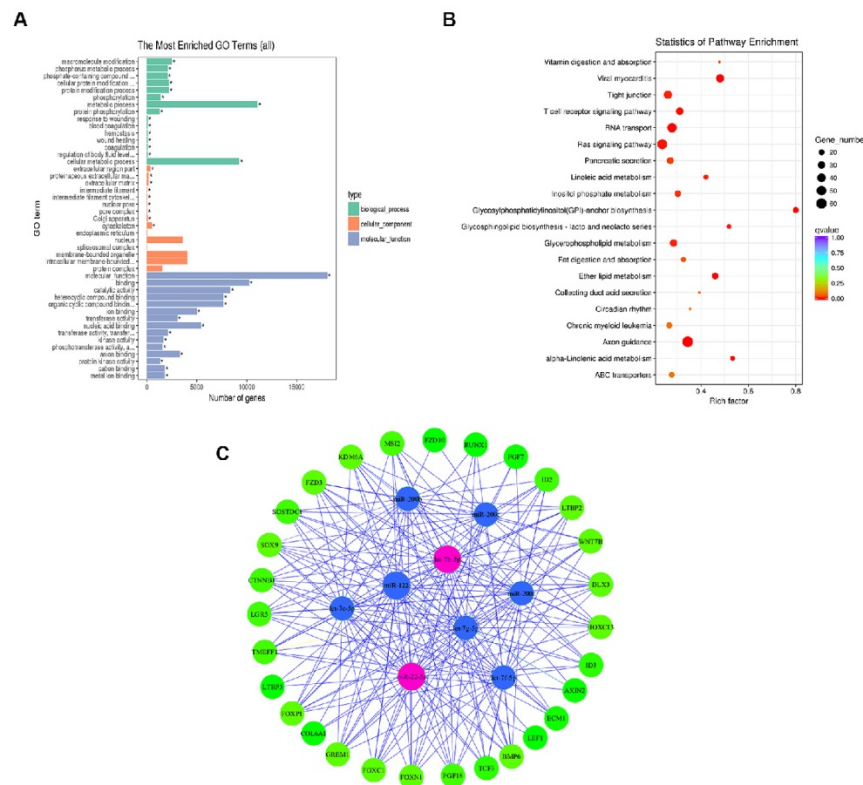 A
The Most Enriched GO Terms (all)
GO term
macromolecule modification
phosphorus metabolic process
phosphate-containing compound ...
cellular protein modification ...
protein modification process
phosphorylation
metabolic process
protein phosphorylation
response to wounding
blood coagulation
hemostasis
wound healing
coagulation
regulation of body fluid level...
cellular metabolic process
extracellular region part
proteinaceous extracellular ma...
extracellular matrix
intermediate filament
intermediate filament cytoskel...
nuclear pore
pore complex
Golgi apparatus
cytoskeleton
endoplasmic reticulum
nucleus
spliceosomal complex
membrane-bounded organelle
intracellular membrane-bounded...
protein complex
molecular_function
binding
catalytic activity
heterocyclic compound binding
organic cyclic compound bindin...
ion binding
transferase activity
nucleic acid binding
transferase activity, transfer...
kinase activity
phosphotransferase activity, a...
anion binding
protein kinase activity
cation binding
metal ion binding
0 5000 10000 15000
Number of genes
type
biological_process
cellular_component
molecular_function
B
Statistics of Pathway Enrichment
Vitamin digestion and absorption
Viral myocarditis
Tight junction
T cell receptor signaling pathway
RNA transport
Ras signaling pathway
Pancreatic secretion
Linoleic acid metabolism
Inositol phosphate metabolism
Glycosylphosphatidylinositol(GPI)-anchor biosynthesis
Glycosphingolipid biosynthesis - lacto and neolacto series
Glycerophospholipid metabolism
Fat digestion and absorption
Ether lipid metabolism
Collecting duct acid secretion
Circadian rhythm
Chronic myeloid leukemia
Axon guidance
alpha-Linolenic acid metabolism
ABC transporters
0.4 0.6 0.8
Rich factor
Gene_number
20
30
40
50
60
qvalue
1.00
0.75
0.50
0.25
0.00
C
MSI2
FZD10
RUNX1
FGF7
KDM6A
ID2
FZD3
LTBP2
SOSTDC1
WNT7B
SOX9
DLX3
CTNNB1
HOXC13
LGR5
ID3
TMEFF1
AXIN2
ECM1
FOXP1
LEF1
COL6A1
GREM1
BMP6
FOXC1
TCF3
FOXN1
FGF18
miR-200b
miR-122
let-7g-5p
let-7f-5p